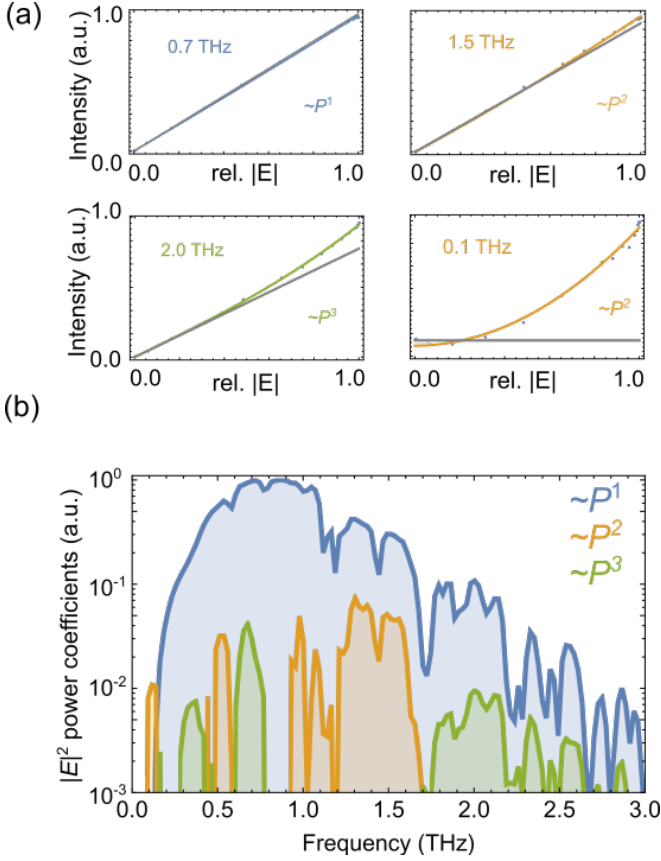 (a)
1.0
0.7 THz
1.5 THz
~P¹
~P²
Intensity (a.u.)
0.0
0.0 rel. |E| 1.0
0.0 rel. |E| 1.0
1.0
2.0 THz
0.1 THz
~P³
~P²
Intensity (a.u.)
0.0
0.0 rel. |E| 1.0
0.0 rel. |E| 1.0
(b)
10⁰
~P¹
~P²
~P³
10⁻¹
|E|² power coefficients (a.u.)
10⁻²
10⁻³
0.0 0.5 1.0 1.5 2.0 2.5 3.0
Frequency (THz)